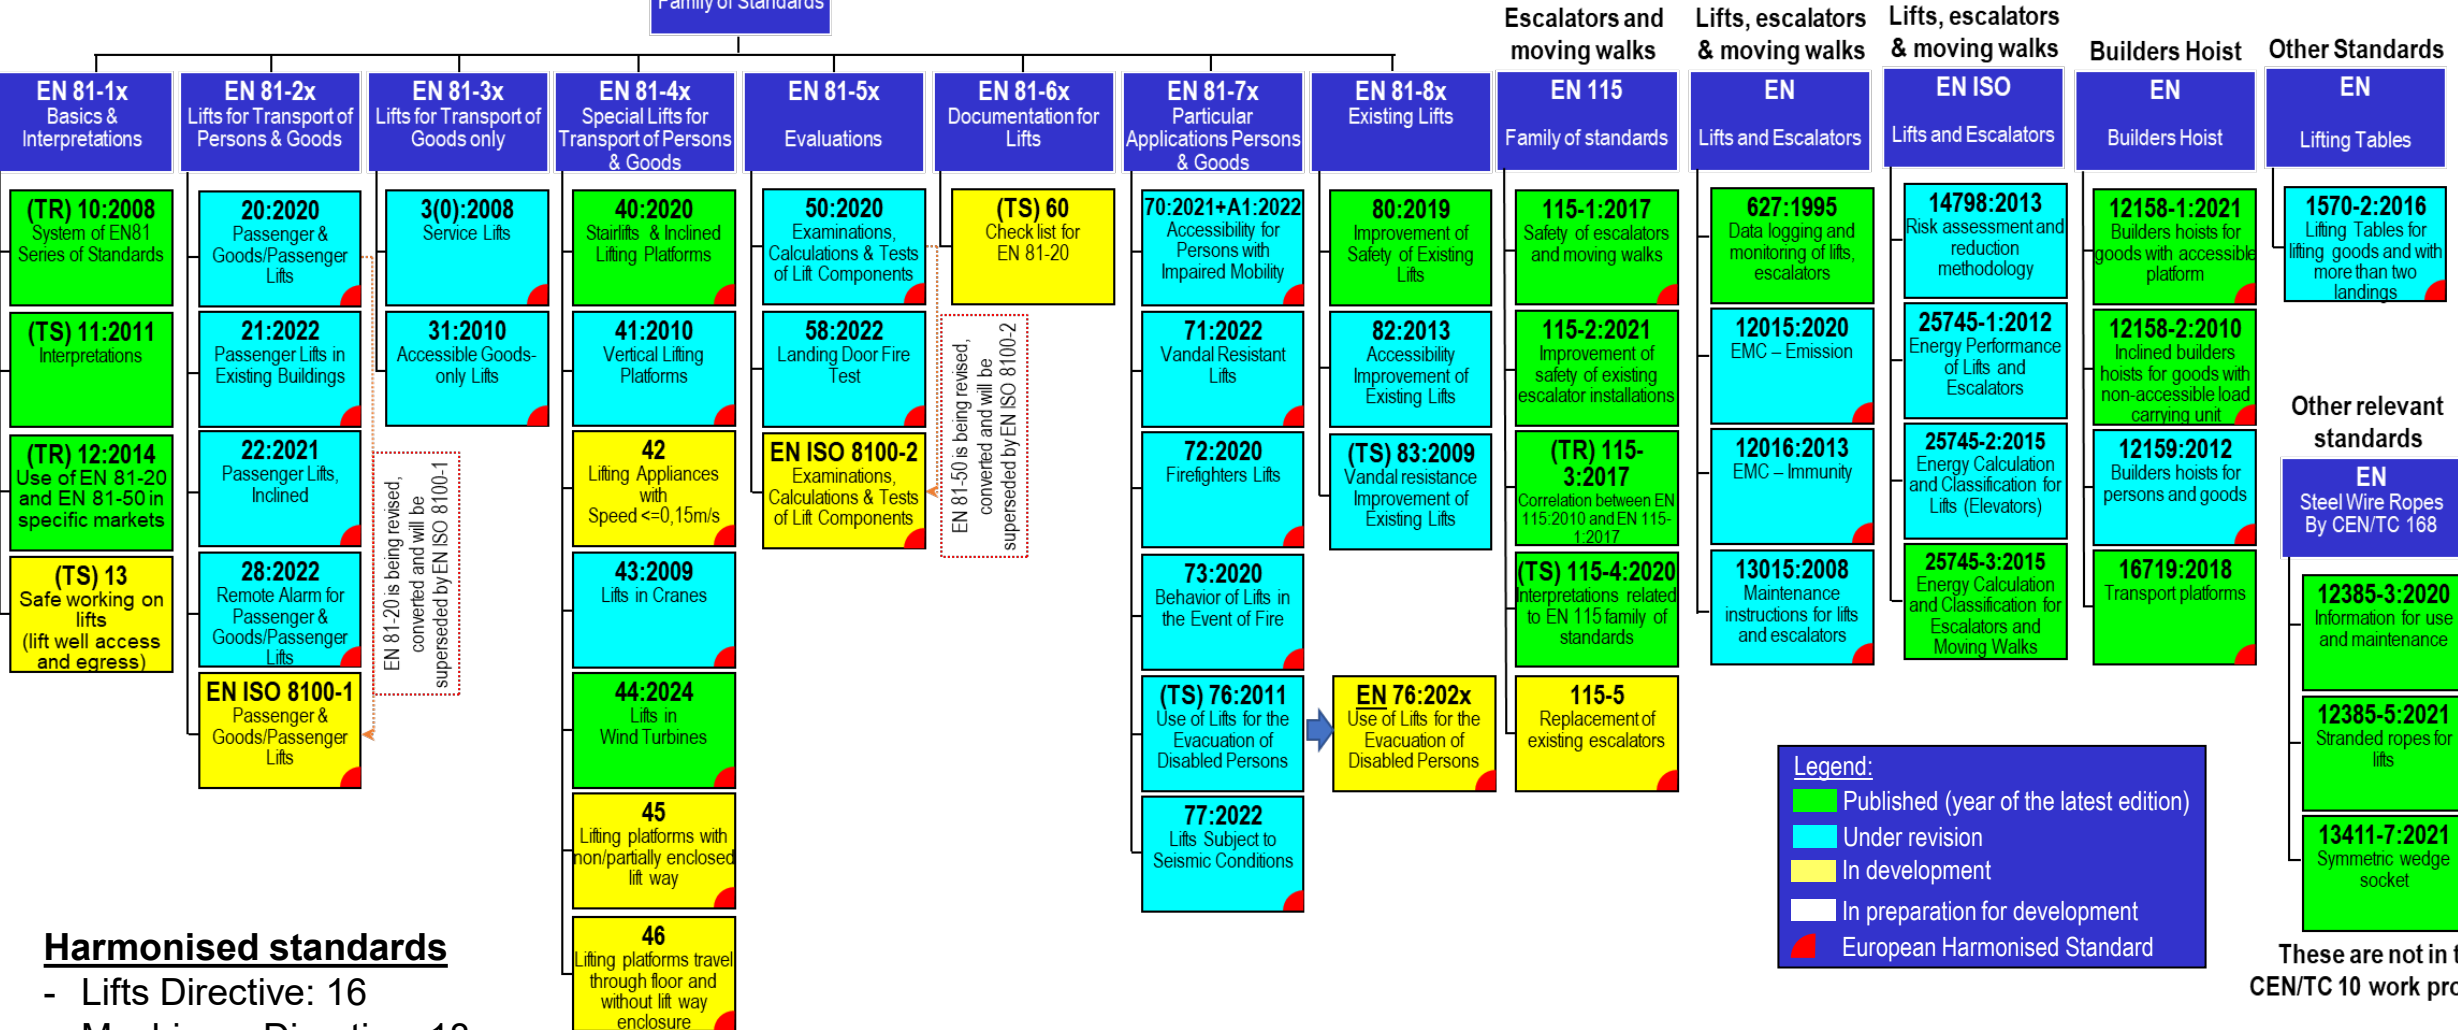 Family of Standards
Escalators and
moving walks
Lifts, escalators
& moving walks
Lifts, escalators
& moving walks
Builders Hoist
Other Standards
EN 81-1x
Basics &
Interpretations
EN 81-2x
Lifts for Transport of
Persons & Goods
EN 81-3x
Lifts for Transport of
Goods only
EN 81-4x
Special Lifts for
Transport of Persons
& Goods
EN 81-5x
Evaluations
EN 81-6x
Documentation for
Lifts
EN 81-7x
Particular
Applications Persons
& Goods
EN 81-8x
Existing Lifts
EN 115
Family of standards
EN
Lifts and Escalators
EN ISO
Lifts and Escalators
EN
Builders Hoist
EN
Lifting Tables
(TR) 10:2008
System of EN81
Series of Standards
(TS) 11:2011
Interpretations
(TR) 12:2014
Use of EN 81-20
and EN 81-50 in
specific markets
(TS) 13
Safe working on
lifts
(lift well access
and egress)
20:2020
Passenger &
Goods/Passenger
Lifts
21:2022
Passenger Lifts in
Existing Buildings
22:2021
Passenger Lifts,
Inclined
28:2022
Remote Alarm for
Passenger &
Goods/Passenger
Lifts
EN ISO 8100-1
Passenger &
Goods/Passenger
Lifts
EN 81-20 is being revised,
converted and will be
superseded by EN ISO 8100-1
3(0):2008
Service Lifts
31:2010
Accessible Goods-
only Lifts
40:2020
Stairlifts & Inclined
Lifting Platforms
41:2010
Vertical Lifting
Platforms
42
Lifting Appliances
with
Speed <=0,15m/s
43:2009
Lifts in Cranes
44:2024
Lifts in
Wind Turbines
45
Lifting platforms with
non/partially enclosed
lift way
46
Lifting platforms travel
through floor and
without lift way
enclosure
50:2020
Examinations,
Calculations & Tests
of Lift Components
58:2022
Landing Door Fire
Test
EN ISO 8100-2
Examinations,
Calculations & Tests
of Lift Components
EN 81-50 is being revised,
converted and will be
superseded by EN ISO 8100-2
(TS) 60
Check list for
EN 81-20
70:2021+A1:2022
Accessibility for
Persons with
Impaired Mobility
71:2022
Vandal Resistant
Lifts
72:2020
Firefighters Lifts
73:2020
Behavior of Lifts in
the Event of Fire
(TS) 76:2011
Use of Lifts for the
Evacuation of
Disabled Persons
77:2022
Lifts Subject to
Seismic Conditions
80:2019
Improvement of
Safety of Existing
Lifts
82:2013
Accessibility
Improvement of
Existing Lifts
(TS) 83:2009
Vandal resistance
Improvement of
Existing Lifts
EN 76:202x
Use of Lifts for the
Evacuation of
Disabled Persons
115-1:2017
Safety of escalators
and moving walks
115-2:2021
Improvement of
safety of existing
escalator installations
(TR) 115-
3:2017
Correlation between EN
115:2010 and EN 115-
1:2017
(TS) 115-4:2020
Interpretations related
to EN 115 family of
standards
115-5
Replacement of
existing escalators
627:1995
Data logging and
monitoring of lifts,
escalators
12015:2020
EMC – Emission
12016:2013
EMC – Immunity
13015:2008
Maintenance
instructions for lifts
and escalators
14798:2013
Risk assessment and
reduction
methodology
25745-1:2012
Energy Performance
of Lifts and
Escalators
25745-2:2015
Energy Calculation
and Classification for
Lifts (Elevators)
25745-3:2015
Energy Calculation
and Classification for
Escalators and
Moving Walks
12158-1:2021
Builders hoists for
goods with accessible
platform
12158-2:2010
Inclined builders
hoists for goods with
non-accessible load
carrying unit
12159:2012
Builders hoists for
persons and goods
16719:2018
Transport platforms
1570-2:2016
Lifting Tables for
lifting goods and with
more than two
landings
Other relevant
standards
EN
Steel Wire Ropes
By CEN/TC 168
12385-3:2020
Information for use
and maintenance
12385-5:2021
Stranded ropes for
lifts
13411-7:2021
Symmetric wedge
socket
These are not in t
CEN/TC 10 work pro
Legend:
Published (year of the latest edition)
Under revision
In development
In preparation for development
European Harmonised Standard
Harmonised standards
- Lifts Directive: 16